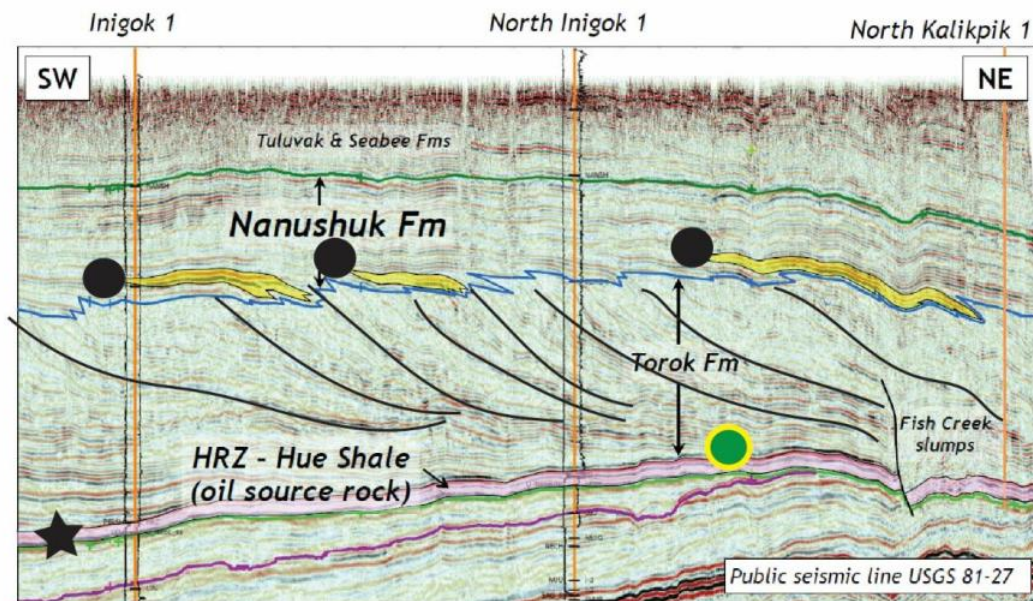 Inigok 1
North Inigok 1
North Kalikpik 1
SW
NE
Tuluvak & Seabee Fms
Nanushuk Fm
Torok Fm
Fish Creek
slumps
HRZ - Hue Shale
(oil source rock)
Public seismic line USGS 81-27